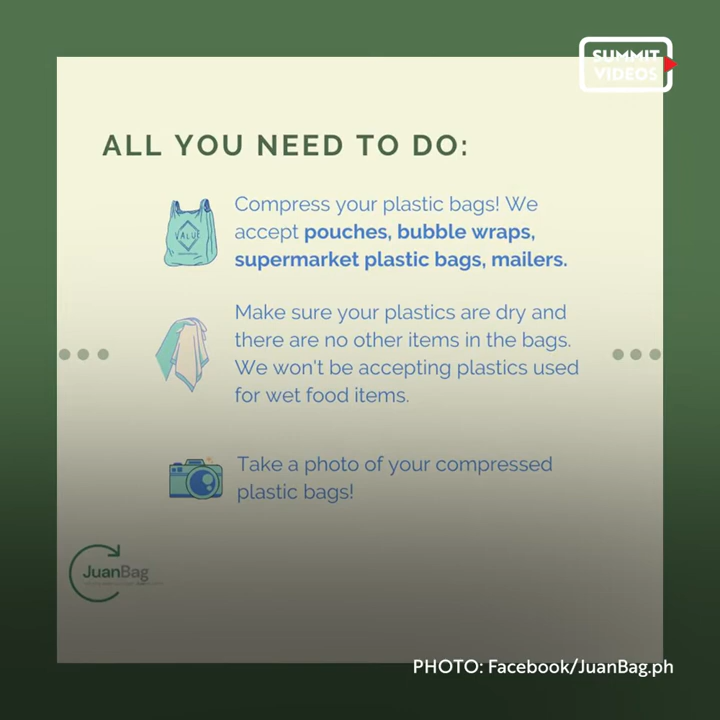 SUMMIT
VIDEOS
ALL YOU NEED TO DO:
Compress your plastic bags! We
accept pouches, bubble wraps,
supermarket plastic bags, mailers.
VALUE
Make sure your plastics are dry and
there are no other items in the bags.
We won't be accepting plastics used
for wet food items.
Take a photo of your compressed
plastic bags!
JuanBag
PHOTO: Facebook/JuanBag.ph